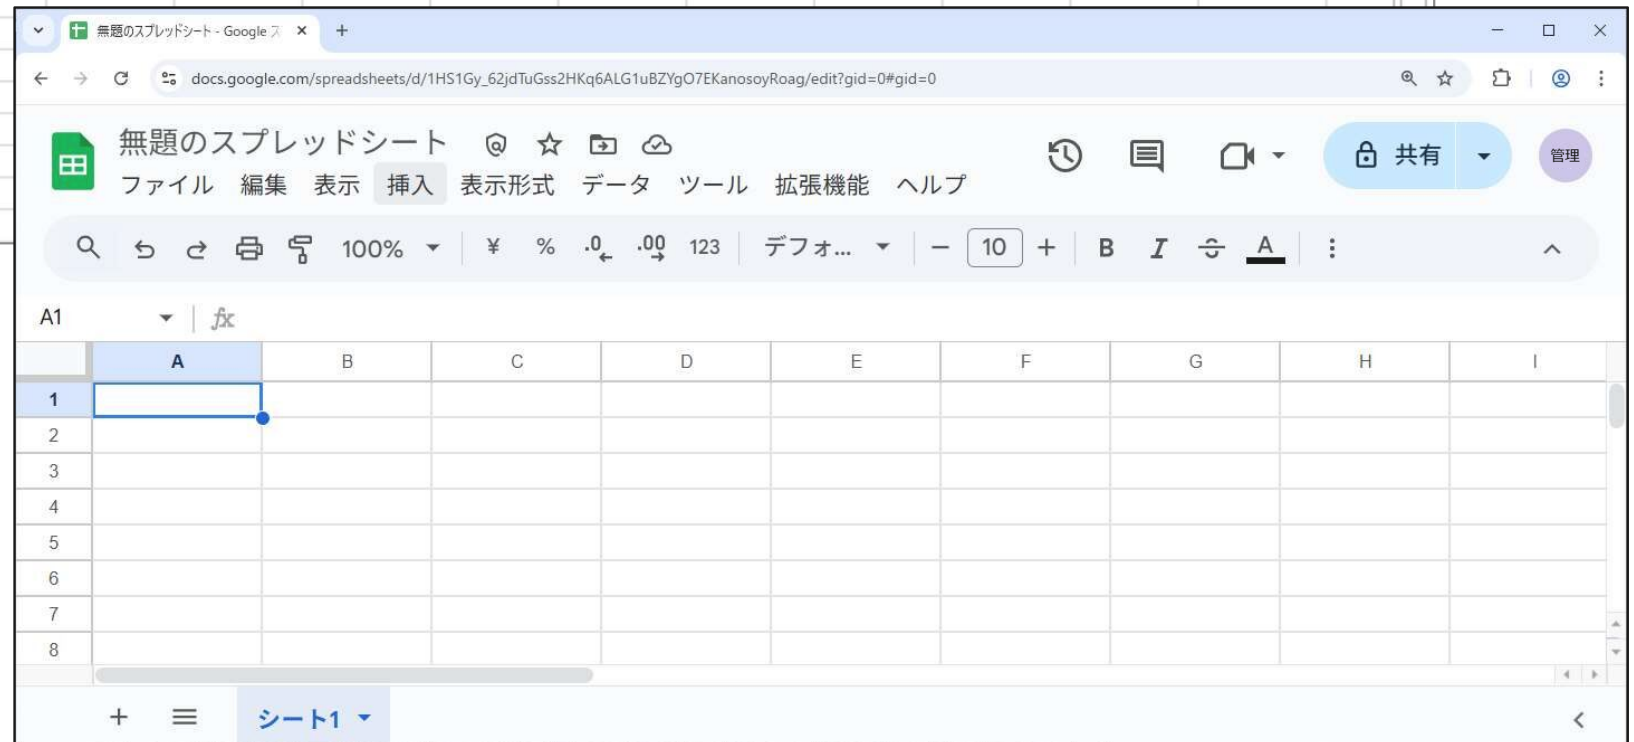 無題のスプレッドシート - Google ス
docs.google.com/spreadsheets/d/1HS1Gy_62jdTuGss2HKq6ALG1uBZYgO7EKanosoyRoag/edit?gid=0#gid=0
無題のスプレッドシート
共有
管理
ファイル 編集 表示 挿入 表示形式 データ ツール 拡張機能 ヘルプ
100% ¥ % .0 .00 123 デフォ... − 10 + B I S A
A1 fx
A B C D E F G H I
1
2
3
4
5
6
7
8
シート1